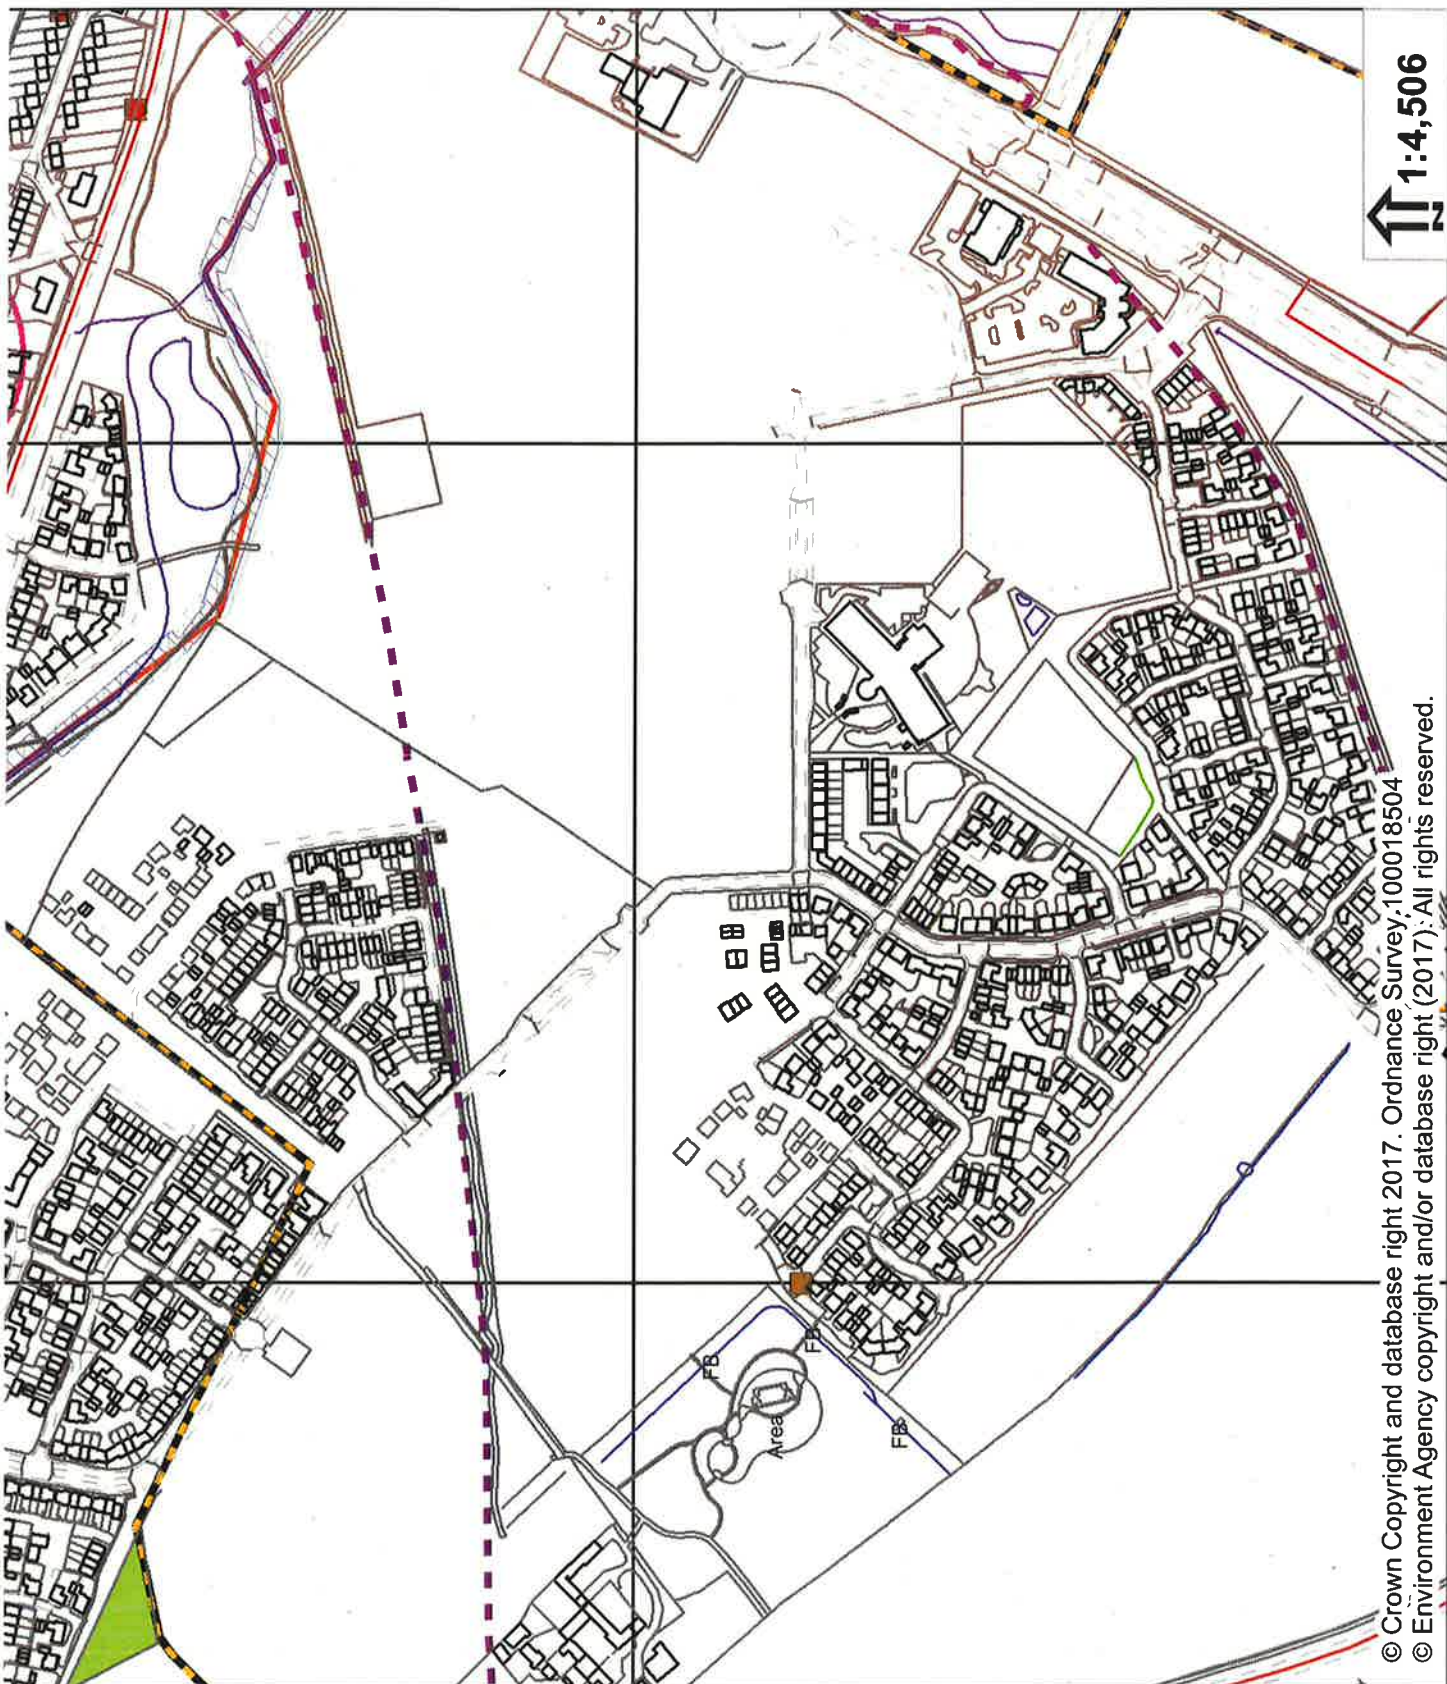 FB
FB
Area
FB
1:4,506
N
© Crown Copyright and database right 2017. Ordnance Survey 100018504
© Environment Agency copyright and/or database right (2017). All rights reserved.